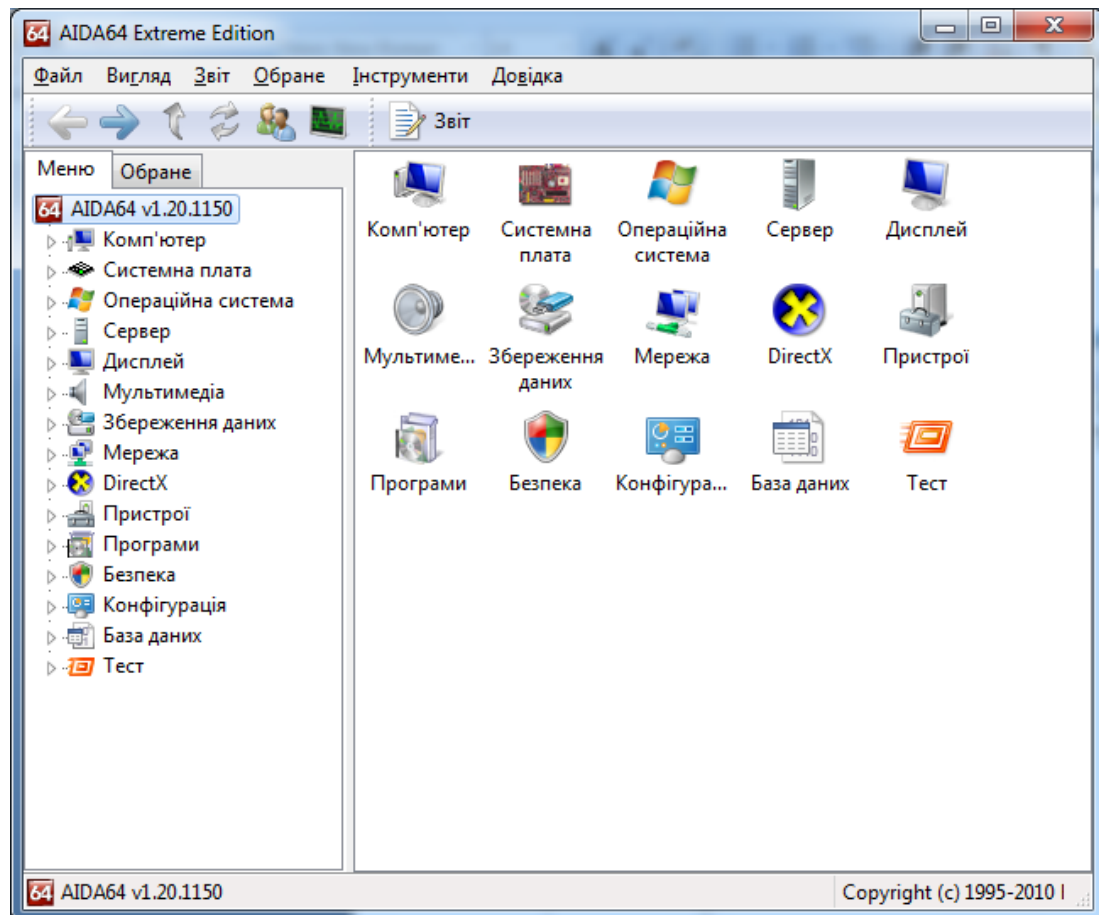 64 AIDA64 Extreme Edition
Файл Вигляд Звіт Обране Інструменти Довідка
Звіт
Меню Обране
64 AIDA64 v1.20.1150
Комп'ютер
Системна плата
Операційна система
Сервер
Дисплей
Мультимедіа
Збереження даних
Мережа
DirectX
Пристрої
Програми
Безпека
Конфігурація
База даних
Тест
Комп'ютер Системна плата Операційна система Сервер Дисплей
Мультиме... Збереження даних Мережа DirectX Пристрої
Програми Безпека Конфігура... База даних Тест
64 AIDA64 v1.20.1150 Copyright (c) 1995-2010